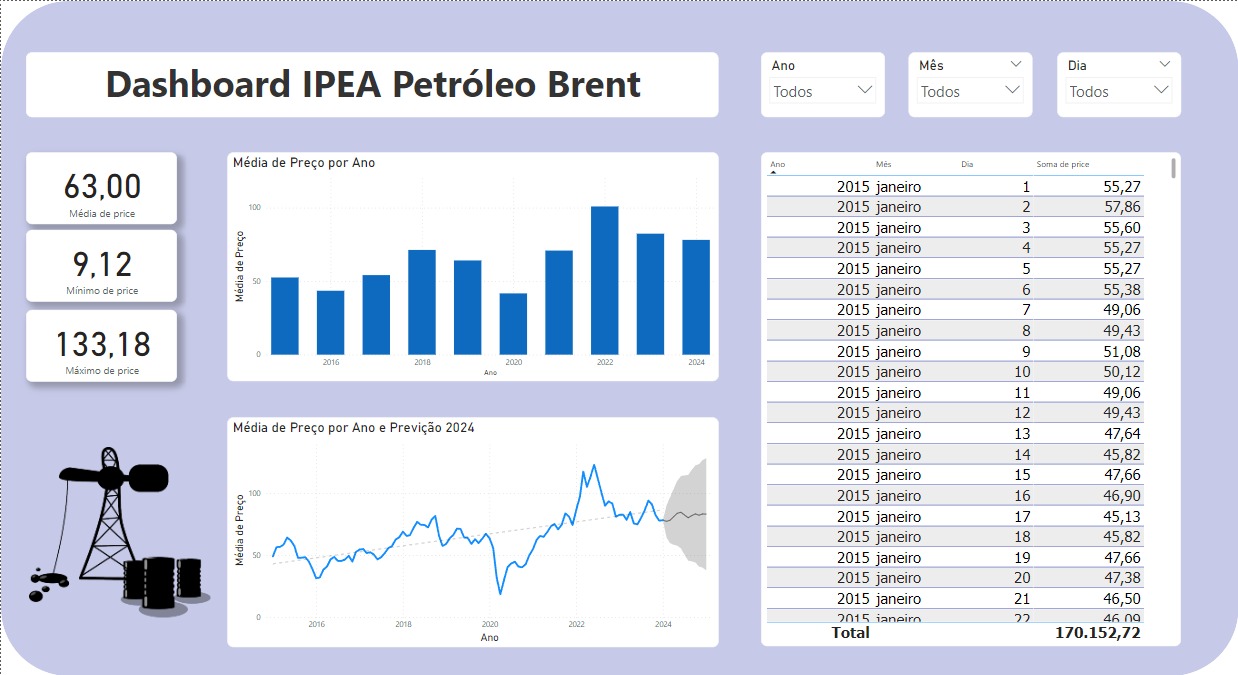 Dashboard IPEA Petróleo Brent
Ano
Todos
Mês
Todos
Dia
Todos
63,00
Média de price
9,12
Mínimo de price
133,18
Máximo de price
Média de Preço por Ano
Média de Preço
100
50
0
2016 2018 2020 2022 2024
Ano
Média de Preço por Ano e Previção 2024
Média de Preço
100
50
0
2016 2018 2020 2022 2024
Ano
Ano Mês Dia Soma de price
2015 janeiro 1 55,27
2015 janeiro 2 57,86
2015 janeiro 3 55,60
2015 janeiro 4 55,27
2015 janeiro 5 55,27
2015 janeiro 6 55,38
2015 janeiro 7 49,06
2015 janeiro 8 49,43
2015 janeiro 9 51,08
2015 janeiro 10 50,12
2015 janeiro 11 49,06
2015 janeiro 12 49,43
2015 janeiro 13 47,64
2015 janeiro 14 45,82
2015 janeiro 15 47,66
2015 janeiro 16 46,90
2015 janeiro 17 45,13
2015 janeiro 18 45,82
2015 janeiro 19 47,66
2015 janeiro 20 47,38
2015 janeiro 21 46,50
2015 janeiro 22 46,09
Total 170.152,72